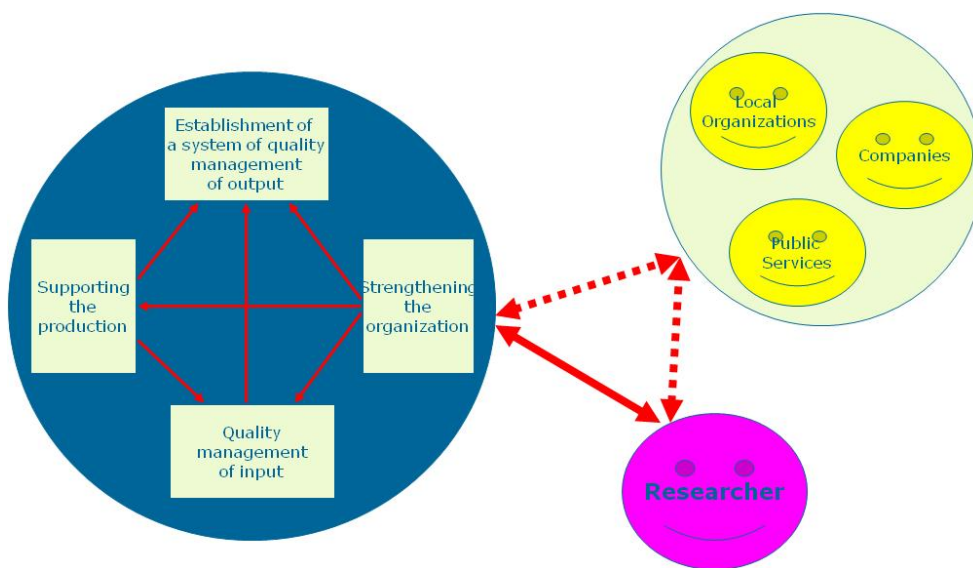 Establishment of
a system of quality
management
of output
Supporting
the
production
Strengthening
the
organization
Quality
management
of input
Local
Organizations
Companies
Public
Services
Researcher